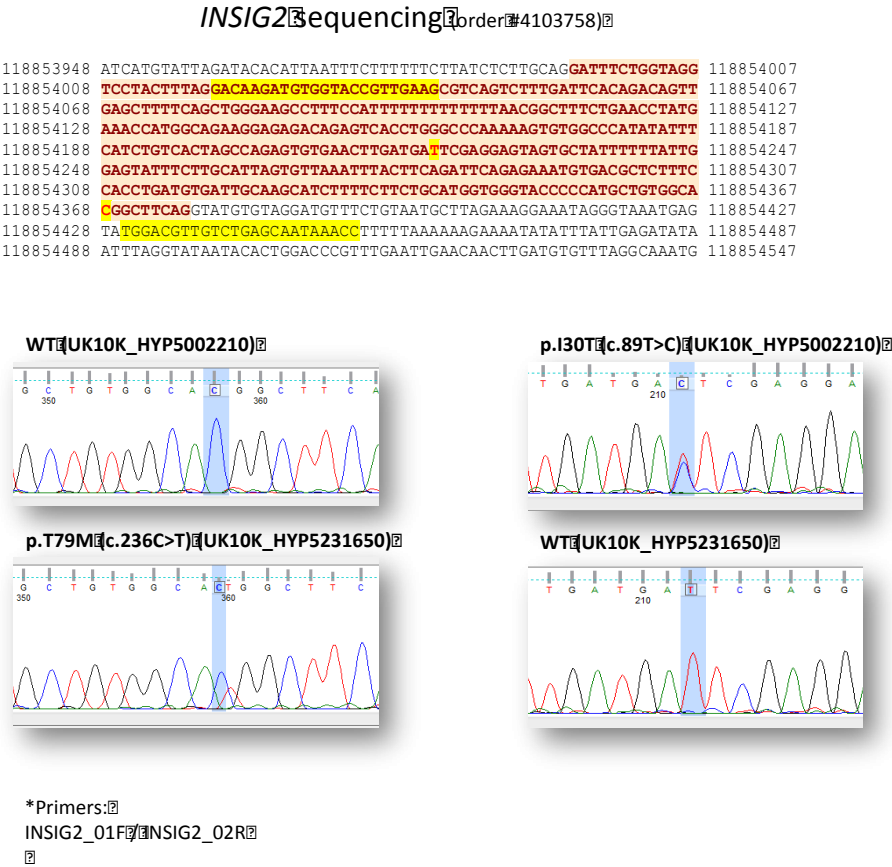 INSIG2 sequencing (order #4103758)
118853948 ATCATGTATTAGATACACATTAATTTCTTTTTTCTTATCTCTTGCAGGATTTCTGGTAGG 118854007
118854008 TCCTACTTTAGGACAAGATGTGGTACCGTTGAAGCGTCAGTCTTTGATTCACAGACAGTT 118854067
118854068 GAGCTTTTCAGCTGGGAAGCCTTTCCATTTTTTTTTTTTTTAACGGCTTTCTGAACCTATG 118854127
118854128 AAACCATGGCAGAAGGAGAGACAGAGTCACCTGGGCCCAAAAAGTGTGGCCCATATATTT 118854187
118854188 CATCTGTCACTAGCCAGAGTGTGAACTTGATGATTCGAGGAGTAGTGCTATTTTTTATTG 118854247
118854248 GAGTATTTCTTGCATTAGTGTTAAATTTACTTCAGATTCAGAGAAATGTGACGCTCTTTC 118854307
118854308 CACCTGATGTGATTGCAAGCATCTTTTCTTCTGCATGGTGGGTACCCCCATGCTGTGGCA 118854367
118854368 CGGCTTCAGGTATGTGTAGGATGTTTCTGTAATGCTTAGAAAGGAAATAGGGTAAATGAG 118854427
118854428 TATGGACGTTGTCTGAGCAATAAACCTTTTTAAAAAAGAAAATATATTTATTGAGATATA 118854487
118854488 ATTTAGGTATAATACACTGGACCCGTTTGAATTGAACAACTTGATGTGTTTAGGCAAATG 118854547
WT (UK10K_HYP5002210)
G C T G T G G C A C G G C T T C A
350 360
p.I30T (c.89T>C) (UK10K_HYP5002210)
T G A T G A C T C G A G G A
210
p.T79M (c.236C>T) (UK10K_HYP5231650)
G C T G T G G C A C T G G C T T C
350 360
WT (UK10K_HYP5231650)
T G A T G A T T C G A G G
210
*Primers:
INSIG2_01F / INSIG2_02R